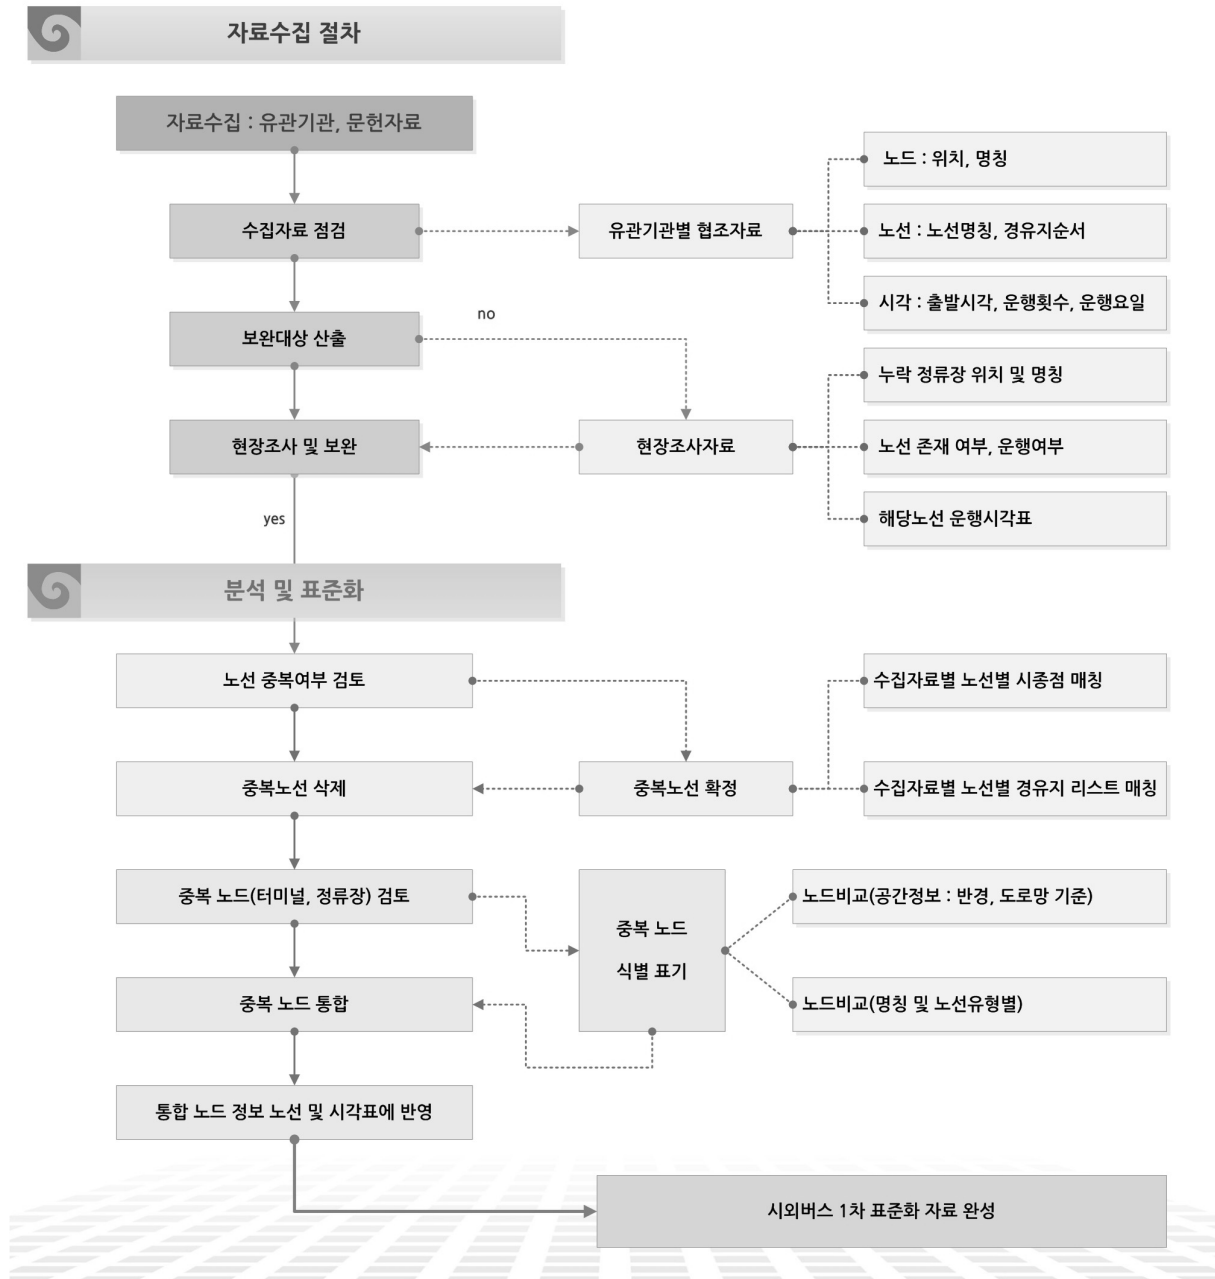 자료수집 절차
자료수집 : 유관기관, 문헌자료
노드 : 위치, 명칭
수집자료 점검
유관기관별 협조자료
노선 : 노선명칭, 경유지순서
시각 : 출발시각, 운행횟수, 운행요일
no
보완대상 산출
누락 정류장 위치 및 명칭
현장조사 및 보완
현장조사자료
노선 존재 여부, 운행여부
yes
해당노선 운행시각표
분석 및 표준화
노선 중복여부 검토
수집자료별 노선별 시종점 매칭
중복노선 삭제
중복노선 확정
수집자료별 노선별 경유지 리스트 매칭
중복 노드(터미널, 정류장) 검토
노드비교(공간정보 : 반경, 도로망 기준)
중복 노드
식별 표기
중복 노드 통합
노드비교(명칭 및 노선유형별)
통합 노드 정보 노선 및 시각표에 반영
시외버스 1차 표준화 자료 완성